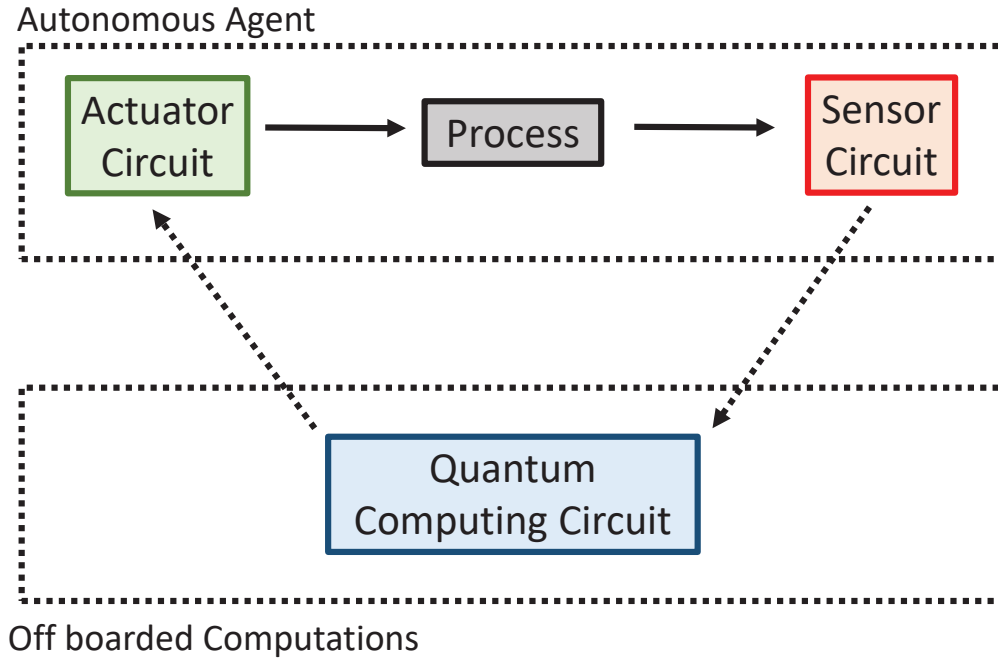 Autonomous Agent
Actuator
Circuit
Process
Sensor
Circuit
Quantum
Computing Circuit
Off boarded Computations